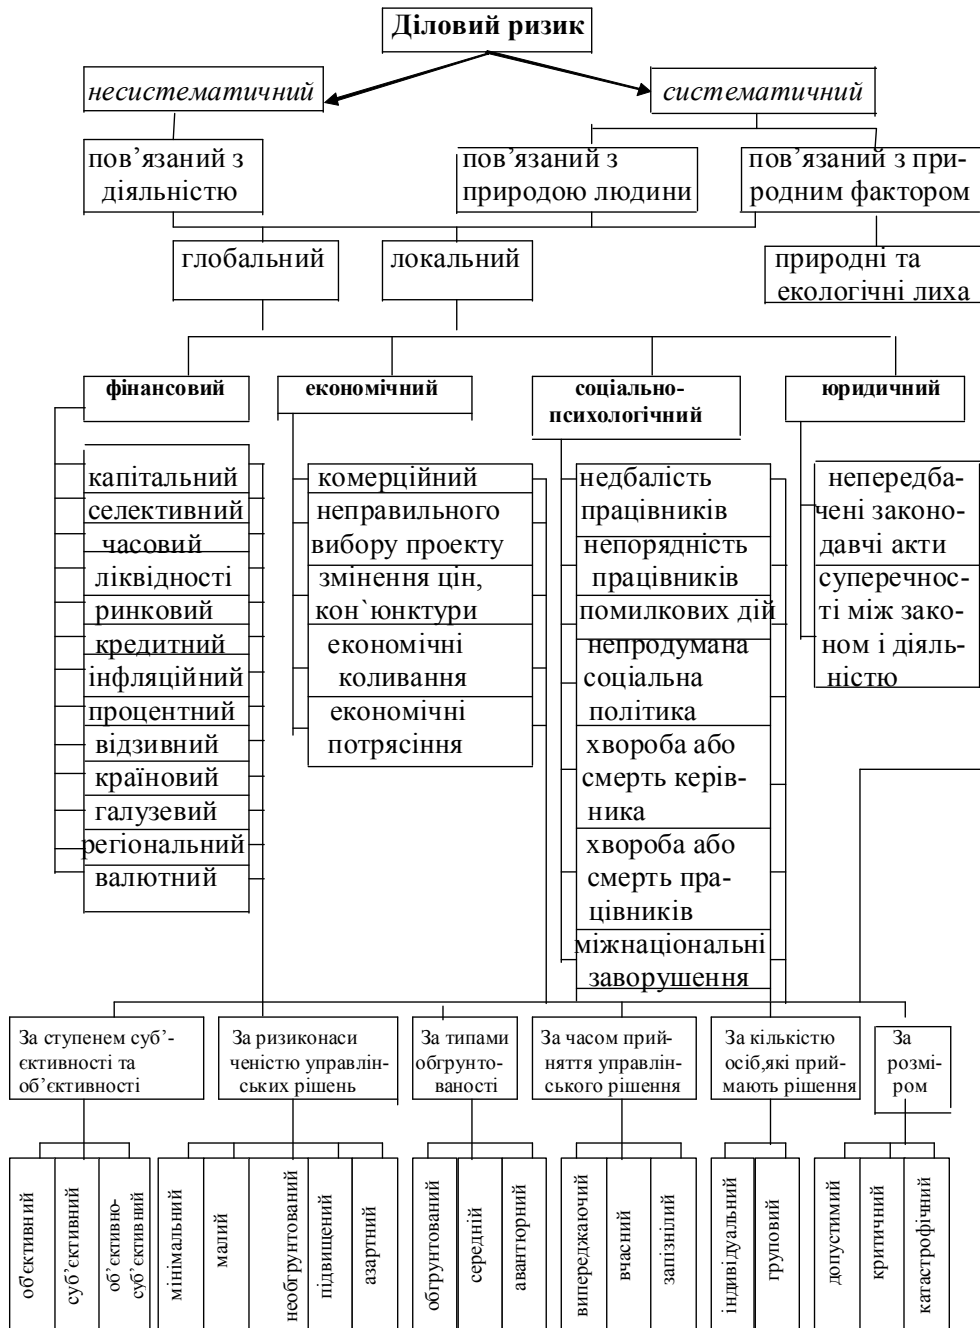 Діловий ризик
несистематичний
систематичний
пов’язаний з
діяльністю
пов’язаний з
природою людини
пов’язаний з при-
родним фактором
глобальний
локальний
природні та
екологічні лиха
фінансовий
економічний
соціально-
психологічний
юридичний
капітальний
селективний
часовий
ліквідності
ринковий
кредитний
інфляційний
процентний
відзивний
країновий
галузевий
регіональний
валютний
комерційний
неправильного
вибору проекту
змінення цін,
кон`юнктури
економічні
коливання
економічні
потрясіння
недбалість
працівників
непорядність
працівників
помилкових дій
непродумана
соціальна
політика
хвороба або
смерть керів-
ника
хвороба або
смерть пра-
цівників
міжнаціональні
заворушення
непередба-
чені законо-
давчі акти
суперечнос-
ті між зако-
ном і діяль-
ністю
За ступенем суб’-
єктивності та
об’єктивності
За ризиконаси
ченістю управлін-
ських рішень
За типами
обгрунто-
ваності
За часом прий-
няття управлін-
ського рішення
За кількістю
осіб,які прий-
мають рішення
За
розмі-
ром
об'єктивний
суб’єктивний
об’єктивно-
суб’єктивний
мінімальний
малий
необгрунтований
підвищений
азартний
обгрунтований
середній
авантюрний
випереджаючий
вчасний
запізнілий
індивідуальний
груповий
допустимий
критичний
катастрофічний